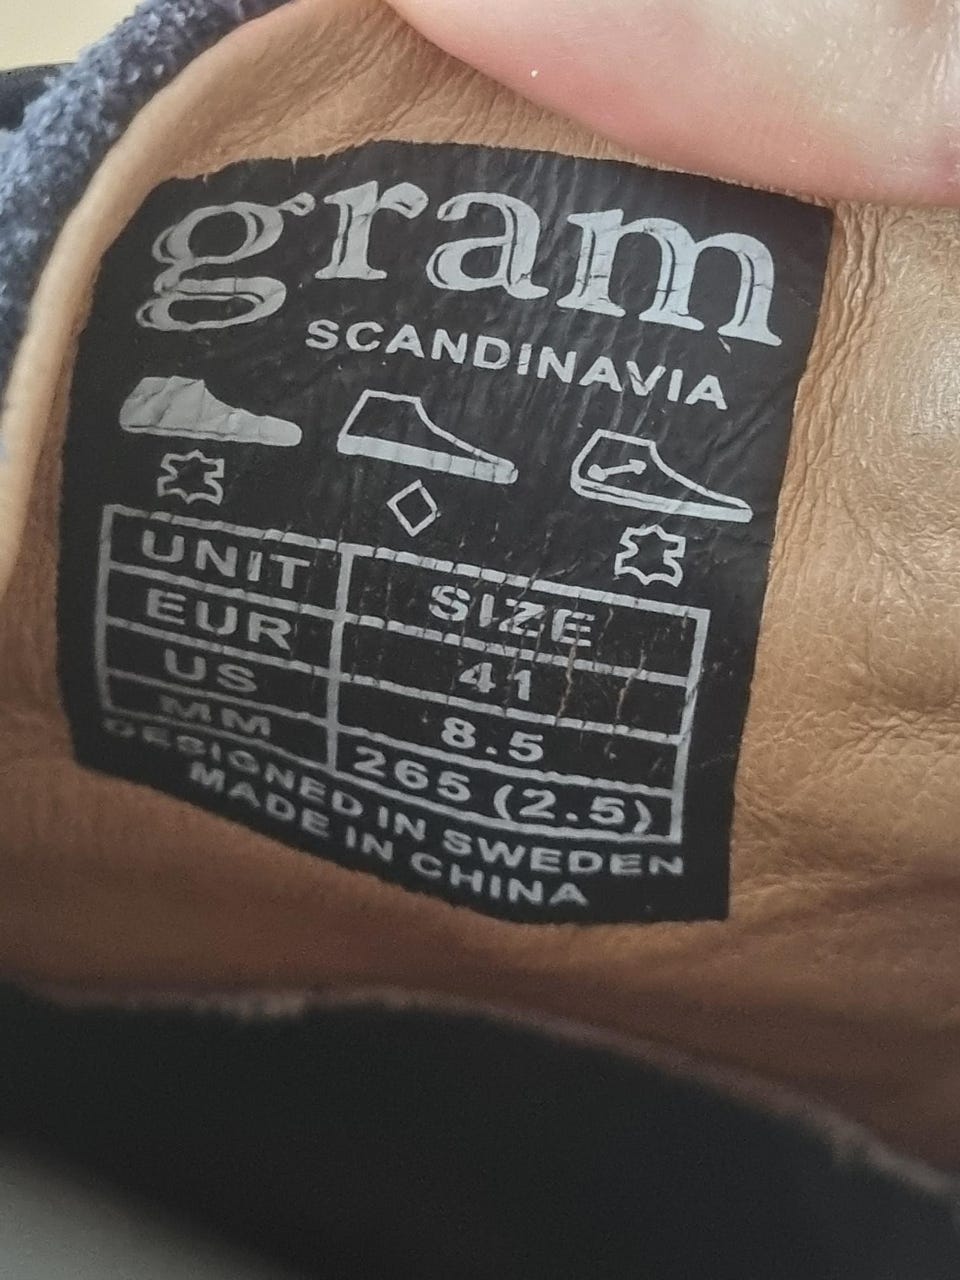 gram
SCANDINAVIA
UNIT SIZE
EUR 41
US 8.5
MM 265 (2.5)
DESIGNED IN SWEDEN
MADE IN CHINA